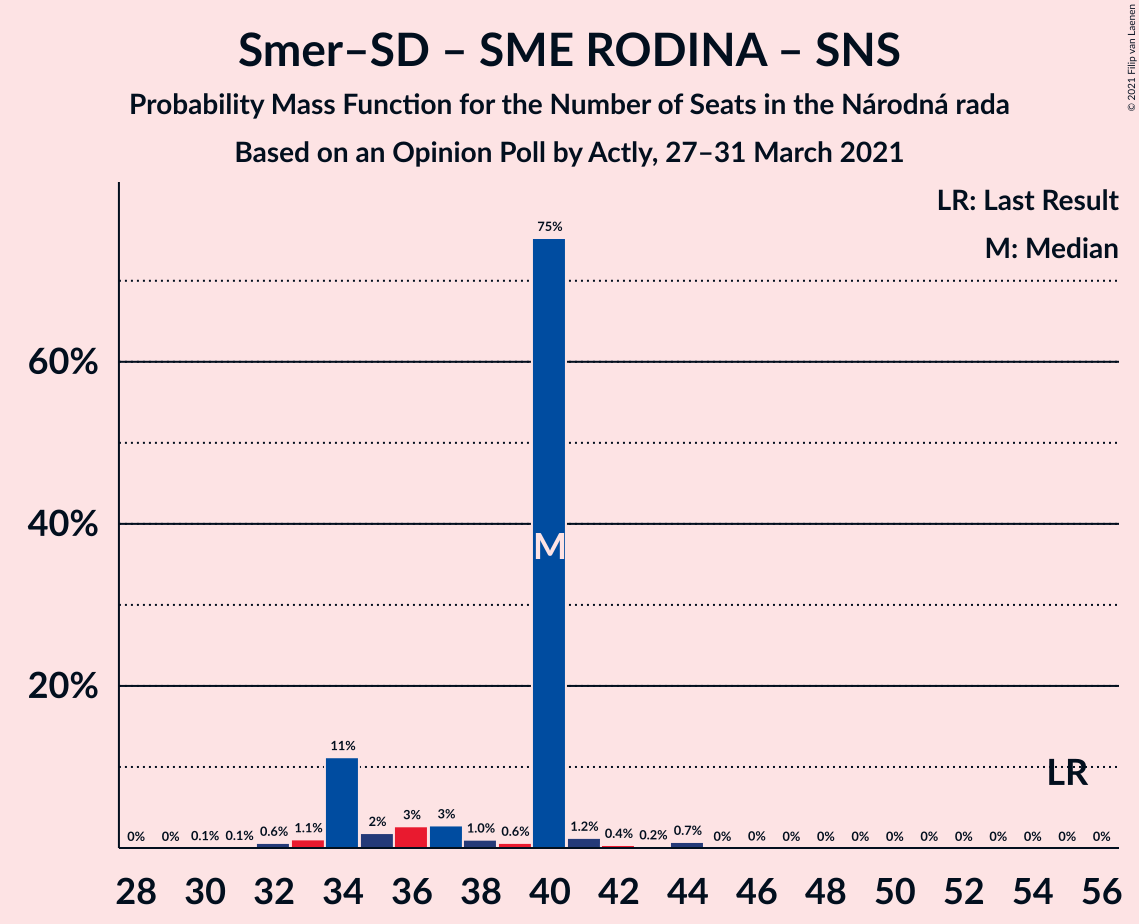 Smer–SD – SME RODINA – SNS
Probability Mass Function for the Number of Seats in the Národná rada
Based on an Opinion Poll by Actly, 27–31 March 2021
© 2021 Filip van Laenen
LR: Last Result
M: Median
75%
60%
40%
M
20%
11%
LR
0% 0% 0.1% 0.1% 0.6% 1.1% 2% 3% 3% 1.0% 0.6% 1.2% 0.4% 0.2% 0.7% 0% 0% 0% 0% 0% 0% 0% 0% 0% 0% 0% 0%
28 30 32 34 36 38 40 42 44 46 48 50 52 54 56